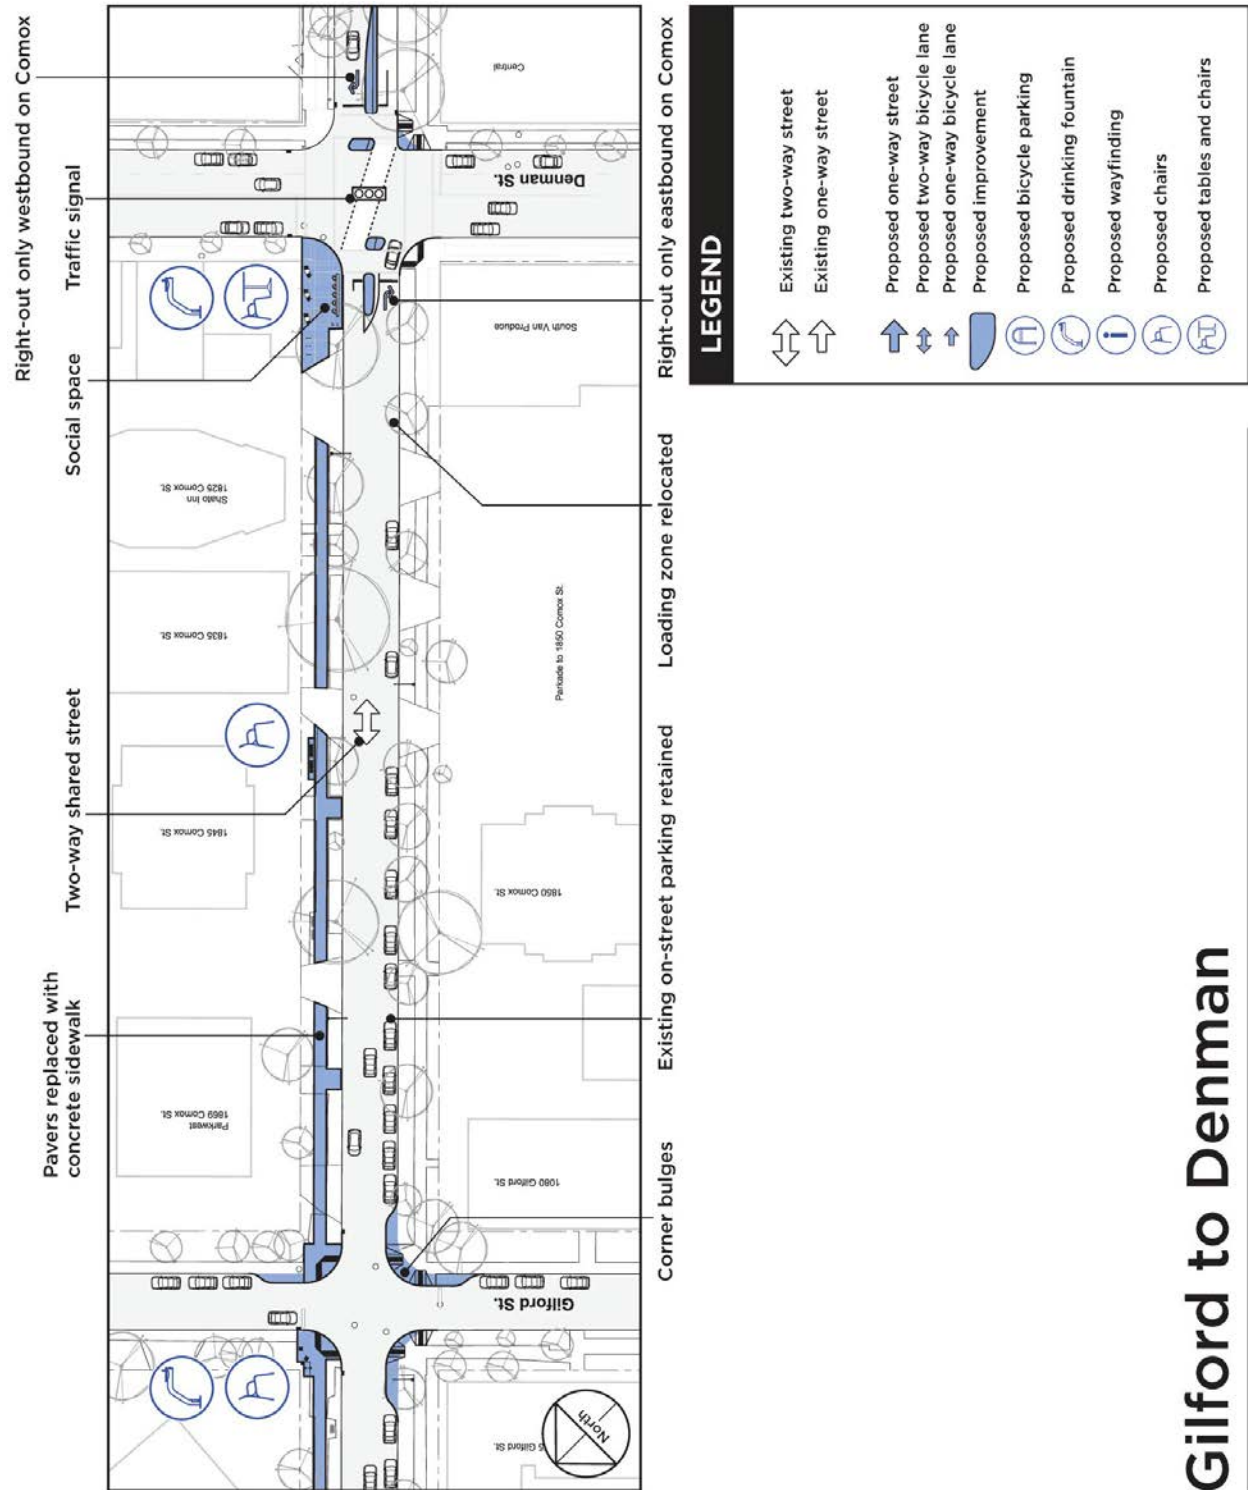 Gilford to Denman
Pavers replaced with
concrete sidewalk
Two-way shared street
Social space
Traffic signal
Right-out only westbound on Comox
Corner bulges
Existing on-street parking retained
Loading zone relocated
Right-out only eastbound on Comox
Parkwest
1869 Comox St.
1845 Comox St.
1835 Comox St.
Shato Inn
1825 Comox St.
Gilford St.
Denman St.
5 Gilford St.
1080 Gilford St.
1850 Comox St.
Parkade to 1850 Comox St.
South Van Produce
Central
North
LEGEND
Existing two-way street
Existing one-way street
Proposed one-way street
Proposed two-way bicycle lane
Proposed one-way bicycle lane
Proposed improvement
Proposed bicycle parking
Proposed drinking fountain
Proposed wayfinding
Proposed chairs
Proposed tables and chairs